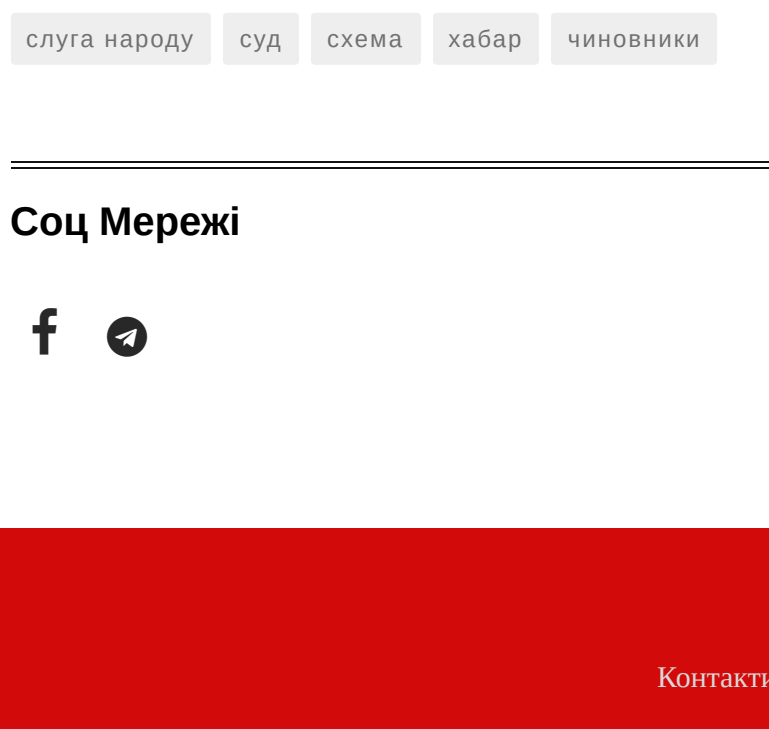 слуга народу суд схема хабар чиновники
Соц Мережі
Контакти